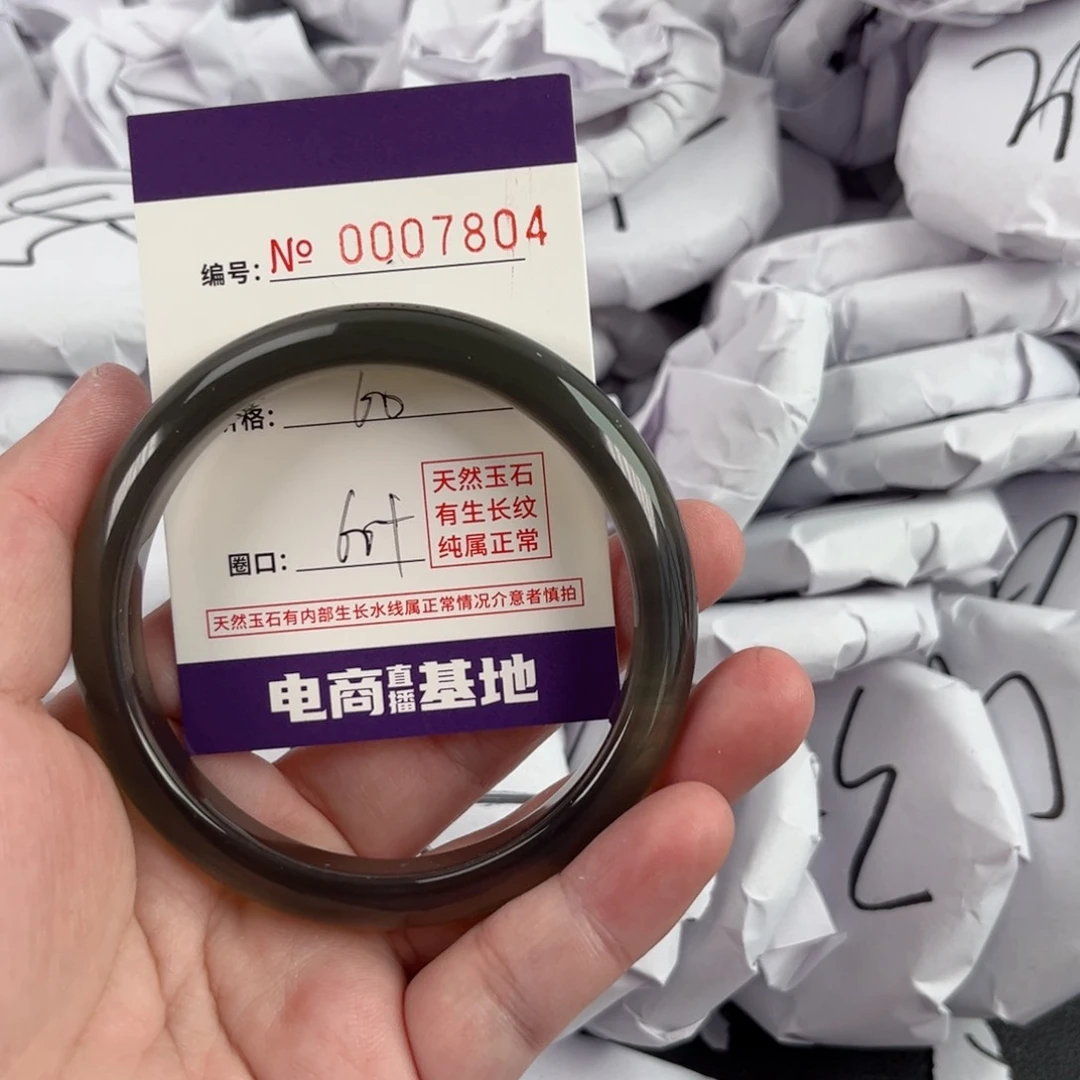 编号: № 0007804
格: 60
天然玉石
有生长纹
纯属正常
圈口:
天然玉石有内部生长水线属正常情况介意者慎拍
电商直播基地